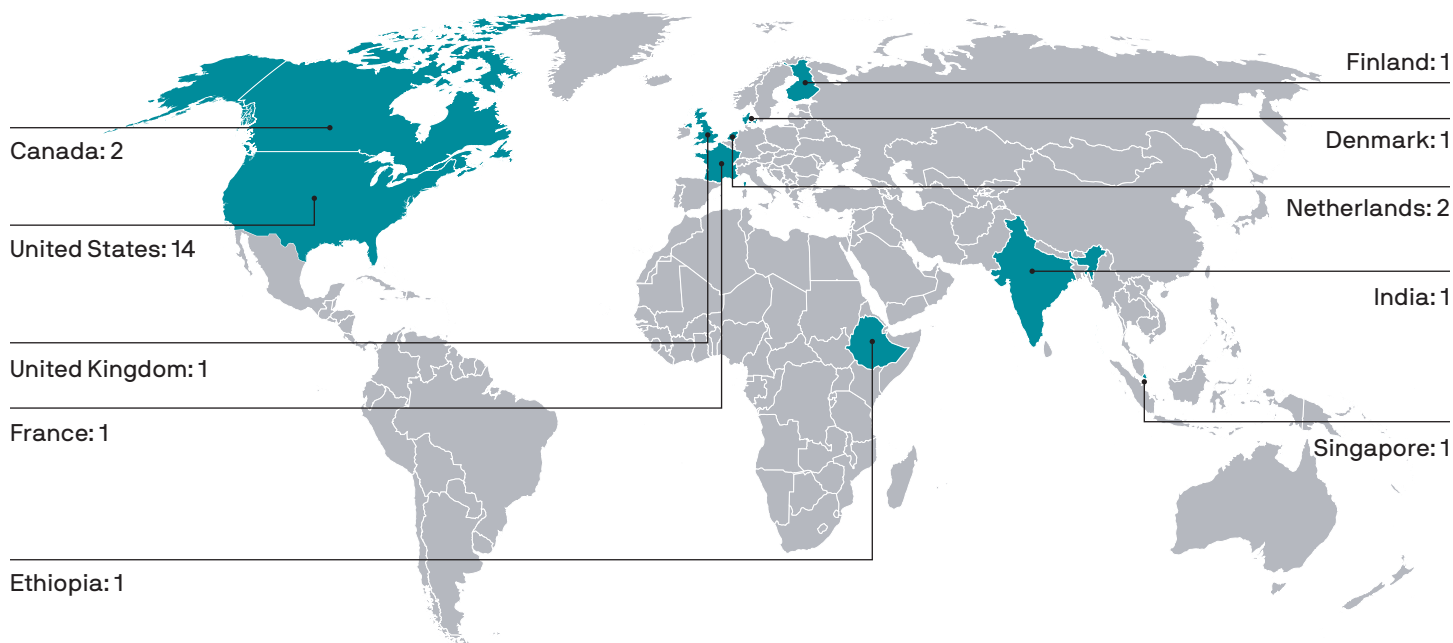 Canada: 2
United States: 14
United Kingdom: 1
France: 1
Ethiopia: 1
Finland: 1
Denmark: 1
Netherlands: 2
India: 1
Singapore: 1